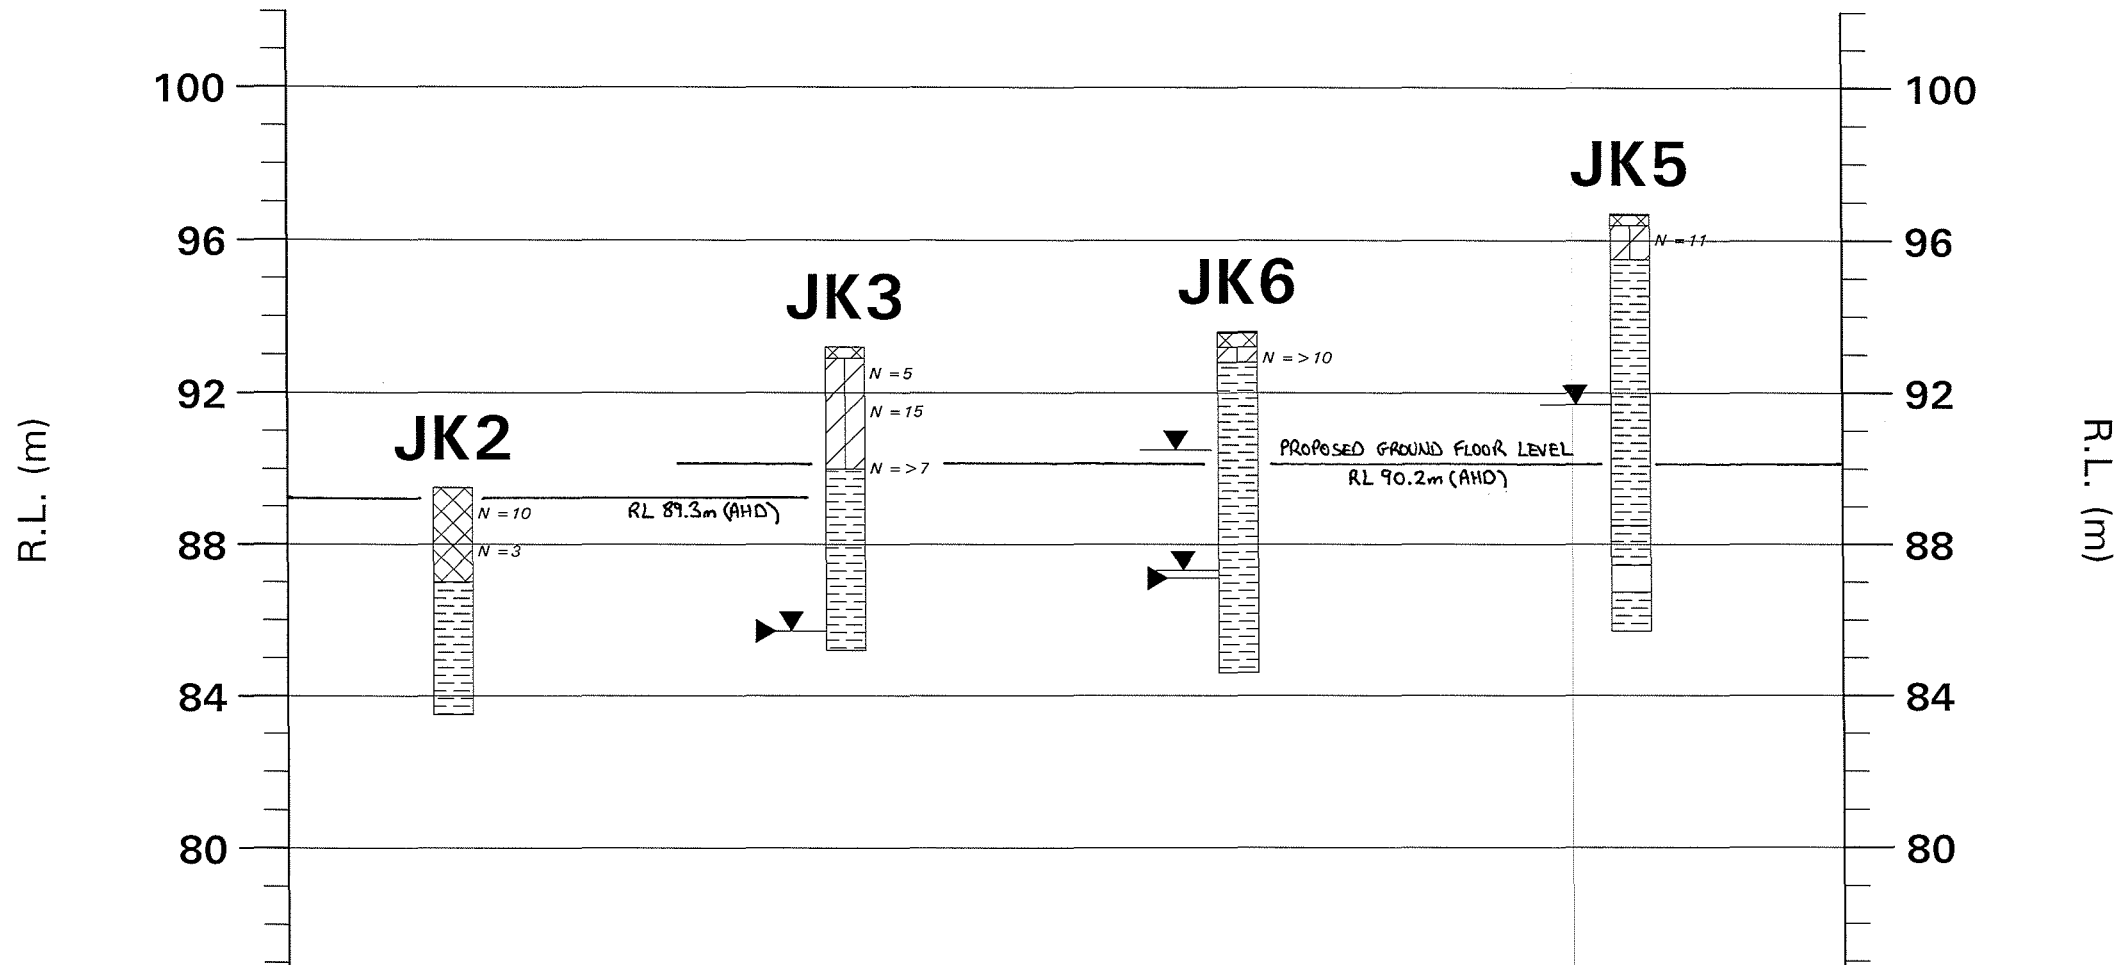 100
100
JK5
96
N = 11
96
JK6
JK3
N = > 10
N = 5
92
N = 15
92
JK2
R.L. (m)
PROPOSED GROUND FLOOR LEVEL
R.L. (m)
N = > 7
RL 90.2m (AHD)
RL 89.3m (AHD)
N = 10
88
N = 3
88
84
84
80
80